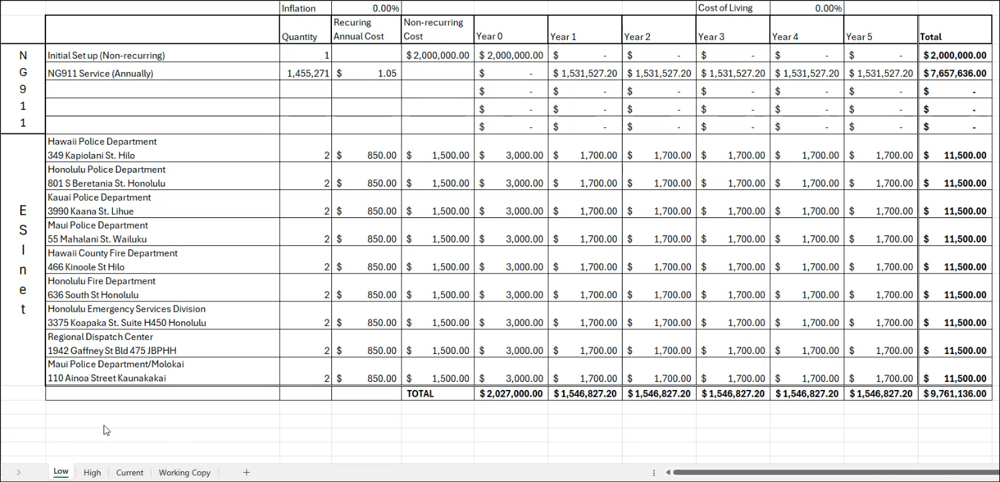 Inflation 0.00% Cost of Living 0.00%
Quantity Recuring Annual Cost Non-recurring Cost Year 0 Year 1 Year 2 Year 3 Year 4 Year 5 Total
N G 9 1 1
Initial Set up (Non-recurring) 1 $ 2,000,000.00 $ 2,000,000.00 $ - $ - $ - $ - $ - $ 2,000,000.00
NG911 Service (Annually) 1,455,271 $ 1.05 $ - $ 1,531,527.20 $ 1,531,527.20 $ 1,531,527.20 $ 1,531,527.20 $ 1,531,527.20 $ 7,657,636.00
$ - $ - $ - $ - $ - $ - $ -
$ - $ - $ - $ - $ - $ - $ -
$ - $ - $ - $ - $ - $ - $ -
E S I n e t
Hawaii Police Department
349 Kapiolani St. Hilo 2 $ 850.00 $ 1,500.00 $ 3,000.00 $ 1,700.00 $ 1,700.00 $ 1,700.00 $ 1,700.00 $ 1,700.00 $ 11,500.00
Honolulu Police Department
801 S Beretania St. Honolulu 2 $ 850.00 $ 1,500.00 $ 3,000.00 $ 1,700.00 $ 1,700.00 $ 1,700.00 $ 1,700.00 $ 1,700.00 $ 11,500.00
Kauai Police Department
3990 Kaana St. Lihue 2 $ 850.00 $ 1,500.00 $ 3,000.00 $ 1,700.00 $ 1,700.00 $ 1,700.00 $ 1,700.00 $ 1,700.00 $ 11,500.00
Maui Police Department
55 Mahalani St. Wailuku 2 $ 850.00 $ 1,500.00 $ 3,000.00 $ 1,700.00 $ 1,700.00 $ 1,700.00 $ 1,700.00 $ 1,700.00 $ 11,500.00
Hawaii County Fire Department
466 Kinoole St Hilo 2 $ 850.00 $ 1,500.00 $ 3,000.00 $ 1,700.00 $ 1,700.00 $ 1,700.00 $ 1,700.00 $ 1,700.00 $ 11,500.00
Honolulu Fire Department
636 South St Honolulu 2 $ 850.00 $ 1,500.00 $ 3,000.00 $ 1,700.00 $ 1,700.00 $ 1,700.00 $ 1,700.00 $ 1,700.00 $ 11,500.00
Honolulu Emergency Services Division
3375 Koapaka St. Suite H450 Honolulu 2 $ 850.00 $ 1,500.00 $ 3,000.00 $ 1,700.00 $ 1,700.00 $ 1,700.00 $ 1,700.00 $ 1,700.00 $ 11,500.00
Regional Dispatch Center
1942 Gaffney St Bld 475 JBPHH 2 $ 850.00 $ 1,500.00 $ 3,000.00 $ 1,700.00 $ 1,700.00 $ 1,700.00 $ 1,700.00 $ 1,700.00 $ 11,500.00
Maui Police Department/Molokai
110 Ainoa Street Kaunakakai 2 $ 850.00 $ 1,500.00 $ 3,000.00 $ 1,700.00 $ 1,700.00 $ 1,700.00 $ 1,700.00 $ 1,700.00 $ 11,500.00
TOTAL $ 2,027,000.00 $ 1,546,827.20 $ 1,546,827.20 $ 1,546,827.20 $ 1,546,827.20 $ 1,546,827.20 $ 9,761,136.00
Low High Current Working Copy +